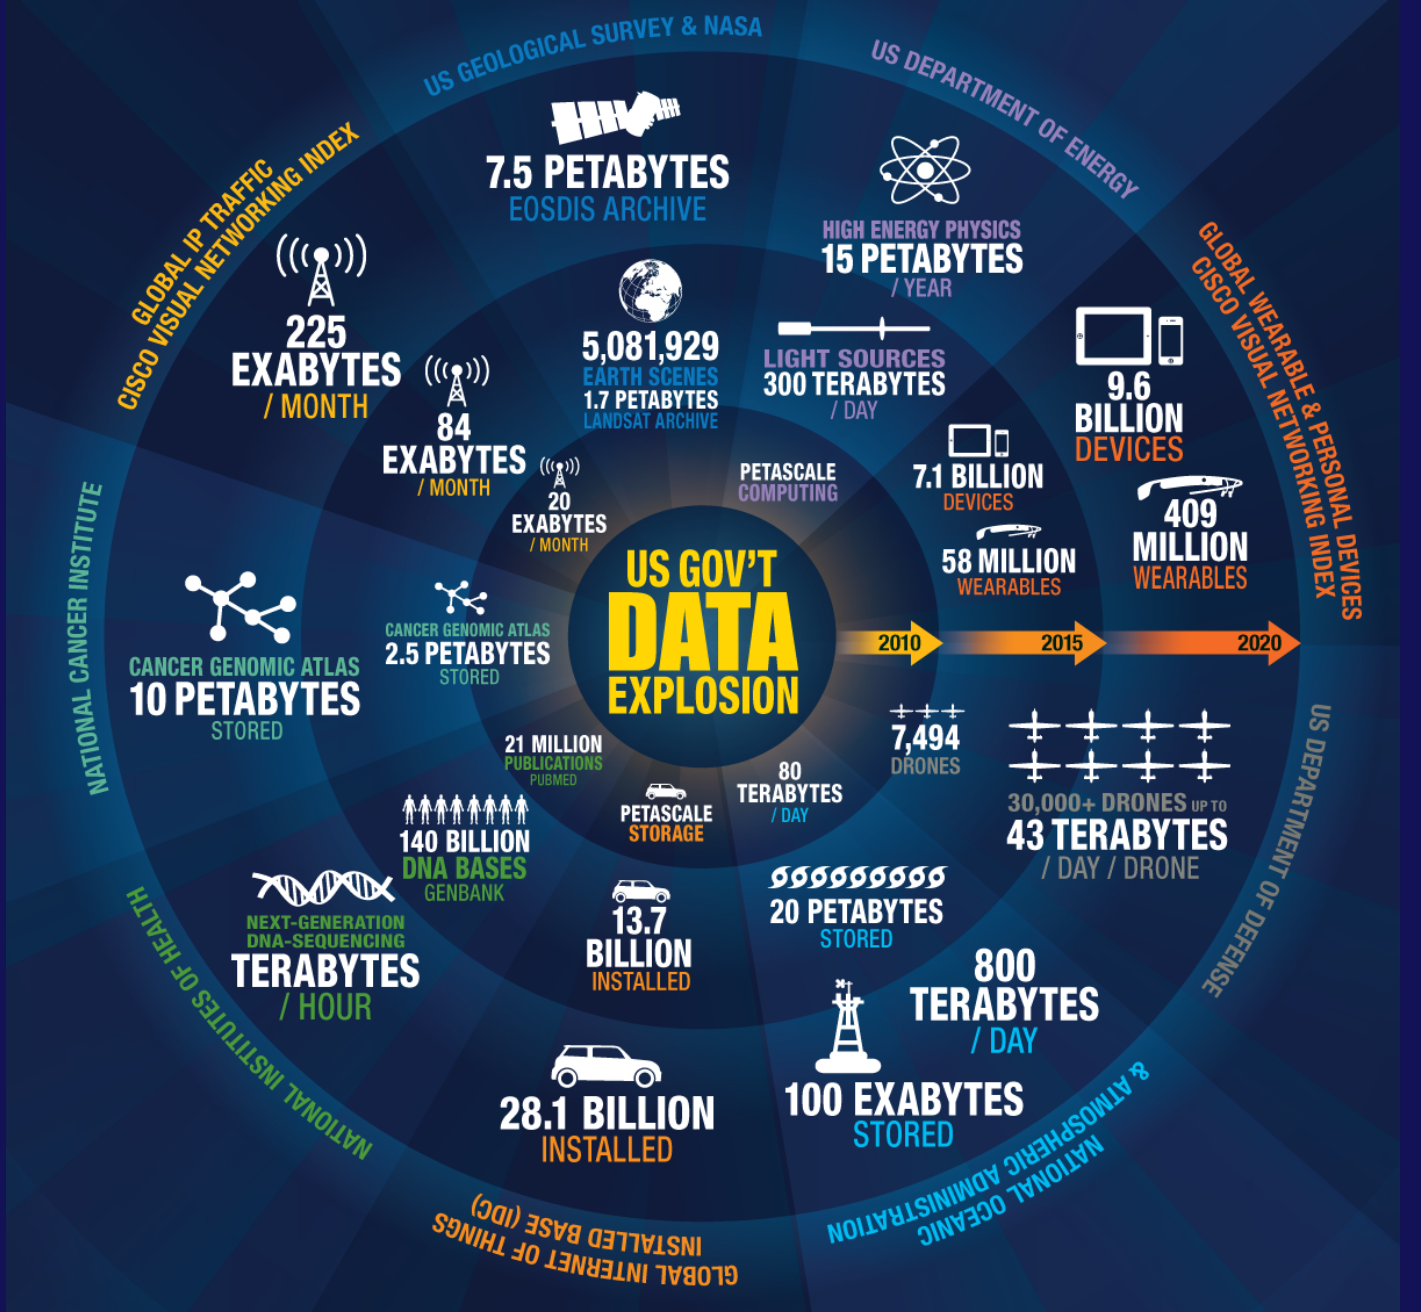 US GEOLOGICAL SURVEY & NASA
7.5 PETABYTES
EOSDIS ARCHIVE
5,081,929
EARTH SCENES
1.7 PETABYTES
LANDSAT ARCHIVE
US DEPARTMENT OF ENERGY
HIGH ENERGY PHYSICS
15 PETABYTES
/ YEAR
LIGHT SOURCES
300 TERABYTES
/ DAY
PETASCALE
COMPUTING
GLOBAL WEARABLE & PERSONAL DEVICES
CISCO VISUAL NETWORKING INDEX
9.6
BILLION
DEVICES
409
MILLION
WEARABLES
7.1 BILLION
DEVICES
58 MILLION
WEARABLES
US GOV'T
DATA
EXPLOSION
2010
2015
2020
US DEPARTMENT OF DEFENSE
7,494
DRONES
30,000+ DRONES UP TO
43 TERABYTES
/ DAY / DRONE
NATIONAL OCEANIC
& ATMOSPHERIC ADMINISTRATION
80
TERABYTES
/ DAY
20 PETABYTES
STORED
800
TERABYTES
/ DAY
100 EXABYTES
STORED
GLOBAL INTERNET OF THINGS
INSTALLED BASE (IDC)
PETASCALE
STORAGE
13.7
BILLION
INSTALLED
28.1 BILLION
INSTALLED
NATIONAL INSTITUTES OF HEALTH
21 MILLION
PUBLICATIONS
PUBMED
140 BILLION
DNA BASES
GENBANK
NEXT-GENERATION
DNA-SEQUENCING
TERABYTES
/ HOUR
NATIONAL CANCER INSTITUTE
CANCER GENOMIC ATLAS
2.5 PETABYTES
STORED
CANCER GENOMIC ATLAS
10 PETABYTES
STORED
GLOBAL IP TRAFFIC
CISCO VISUAL NETWORKING INDEX
225
EXABYTES
/ MONTH
84
EXABYTES
/ MONTH
20
EXABYTES
/ MONTH